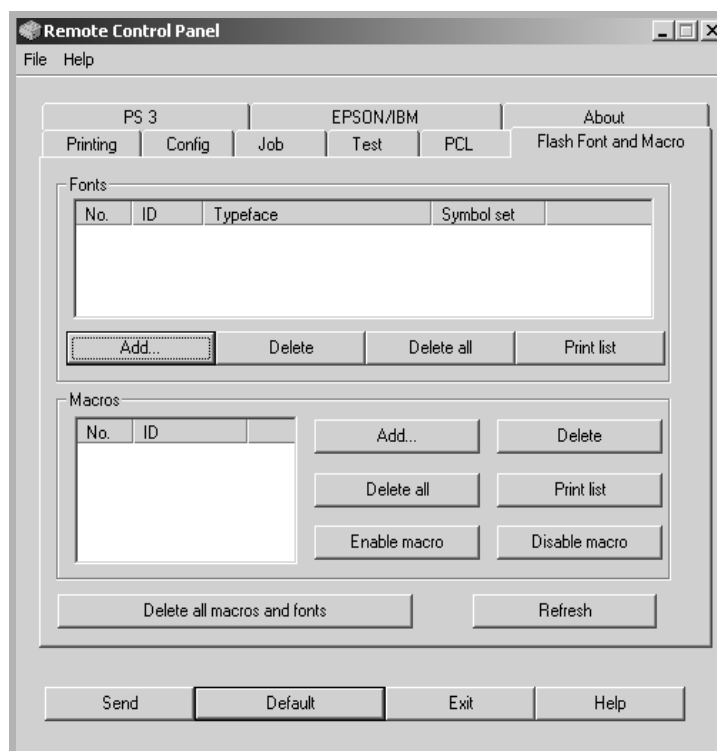 Remote Control Panel
File Help
PS 3 EPSON/IBM About
Printing Config Job Test PCL Flash Font and Macro
Fonts
No. ID Typeface Symbol set
Add... Delete Delete all Print list
Macros
No. ID
Add... Delete
Delete all Print list
Enable macro Disable macro
Delete all macros and fonts Refresh
Send Default Exit Help